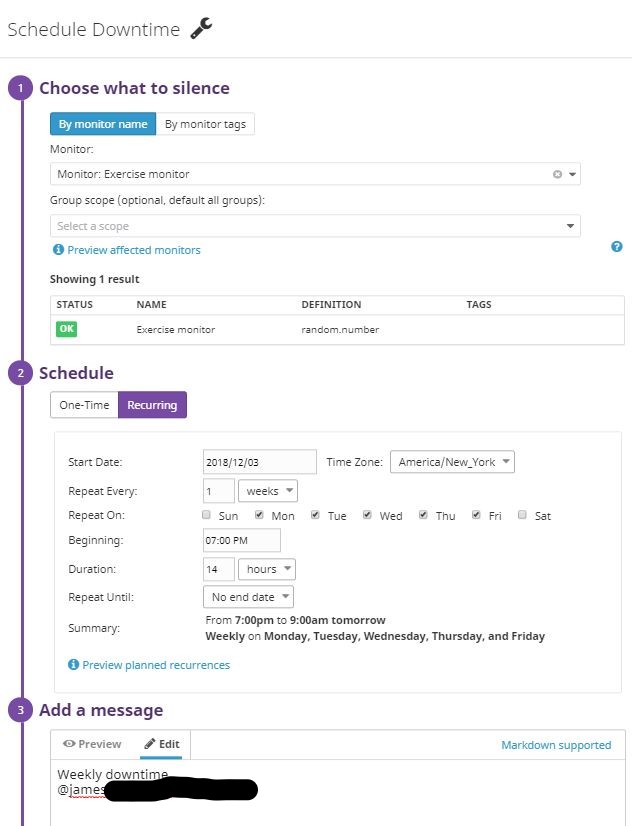 Schedule Downtime
1 Choose what to silence
By monitor name By monitor tags
Monitor:
Monitor: Exercise monitor
Group scope (optional, default all groups):
Select a scope
Preview affected monitors ?
Showing 1 result
STATUS NAME DEFINITION TAGS
OK Exercise monitor random.number
2 Schedule
One-Time Recurring
Start Date: 2018/12/03 Time Zone: America/New_York
Repeat Every: 1 weeks
Repeat On: Sun Mon Tue Wed Thu Fri Sat
Beginning: 07:00 PM
Duration: 14 hours
Repeat Until: No end date
Summary: From 7:00pm to 9:00am tomorrow
Weekly on Monday, Tuesday, Wednesday, Thursday, and Friday
Preview planned recurrences
3 Add a message
Preview Edit Markdown supported
Weekly downtime
@james